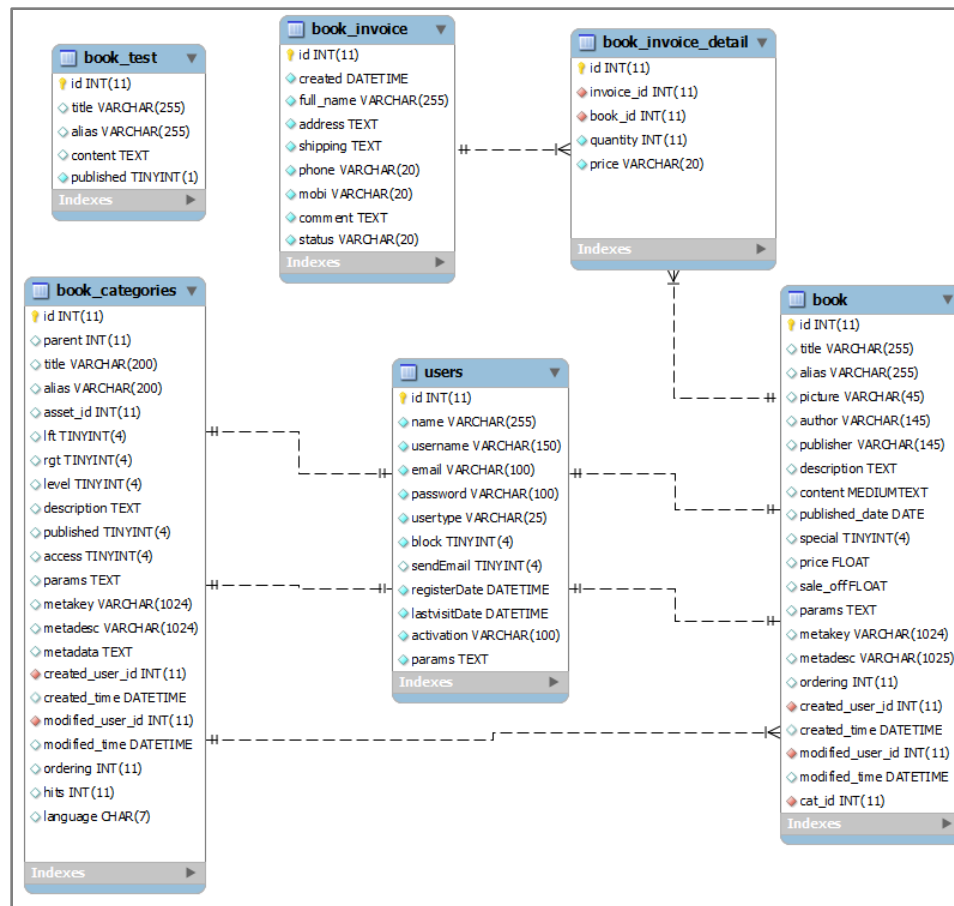 book_test
id INT(11)
title VARCHAR(255)
alias VARCHAR(255)
content TEXT
published TINYINT(1)
Indexes
book_invoice
id INT(11)
created DATETIME
full_name VARCHAR(255)
address TEXT
shipping TEXT
phone VARCHAR(20)
mobi VARCHAR(20)
comment TEXT
status VARCHAR(20)
Indexes
book_invoice_detail
id INT(11)
invoice_id INT(11)
book_id INT(11)
quantity INT(11)
price VARCHAR(20)
Indexes
book_categories
id INT(11)
parent INT(11)
title VARCHAR(200)
alias VARCHAR(200)
asset_id INT(11)
lft TINYINT(4)
rgt TINYINT(4)
level TINYINT(4)
description TEXT
published TINYINT(4)
access TINYINT(4)
params TEXT
metakey VARCHAR(1024)
metadesc VARCHAR(1024)
metadata TEXT
created_user_id INT(11)
created_time DATETIME
modified_user_id INT(11)
modified_time DATETIME
ordering INT(11)
hits INT(11)
language CHAR(7)
Indexes
users
id INT(11)
name VARCHAR(255)
username VARCHAR(150)
email VARCHAR(100)
password VARCHAR(100)
usertype VARCHAR(25)
block TINYINT(4)
sendEmail TINYINT(4)
registerDate DATETIME
lastvisitDate DATETIME
activation VARCHAR(100)
params TEXT
Indexes
book
id INT(11)
title VARCHAR(255)
alias VARCHAR(255)
picture VARCHAR(45)
author VARCHAR(145)
publisher VARCHAR(145)
description TEXT
content MEDIUMTEXT
published_date DATE
special TINYINT(4)
price FLOAT
sale_off FLOAT
params TEXT
metakey VARCHAR(1024)
metadesc VARCHAR(1025)
ordering INT(11)
created_user_id INT(11)
created_time DATETIME
modified_user_id INT(11)
modified_time DATETIME
cat_id INT(11)
Indexes